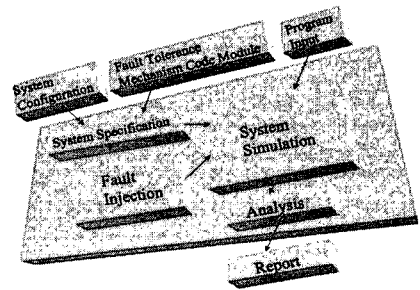 Program
Input
Fault Tolerance
Mechanism Code Module
System
Configuration
System Specification
System
Simulation
Fault
Injection
Analysis
Report